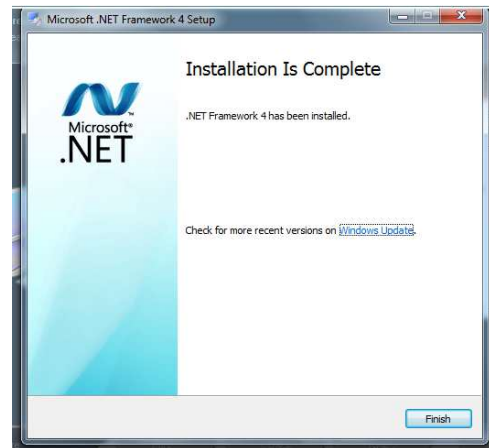 Microsoft .NET Framework 4 Setup
Installation Is Complete
Microsoft®
.NET
.NET Framework 4 has been installed.
Check for more recent versions on Windows Update.
Finish